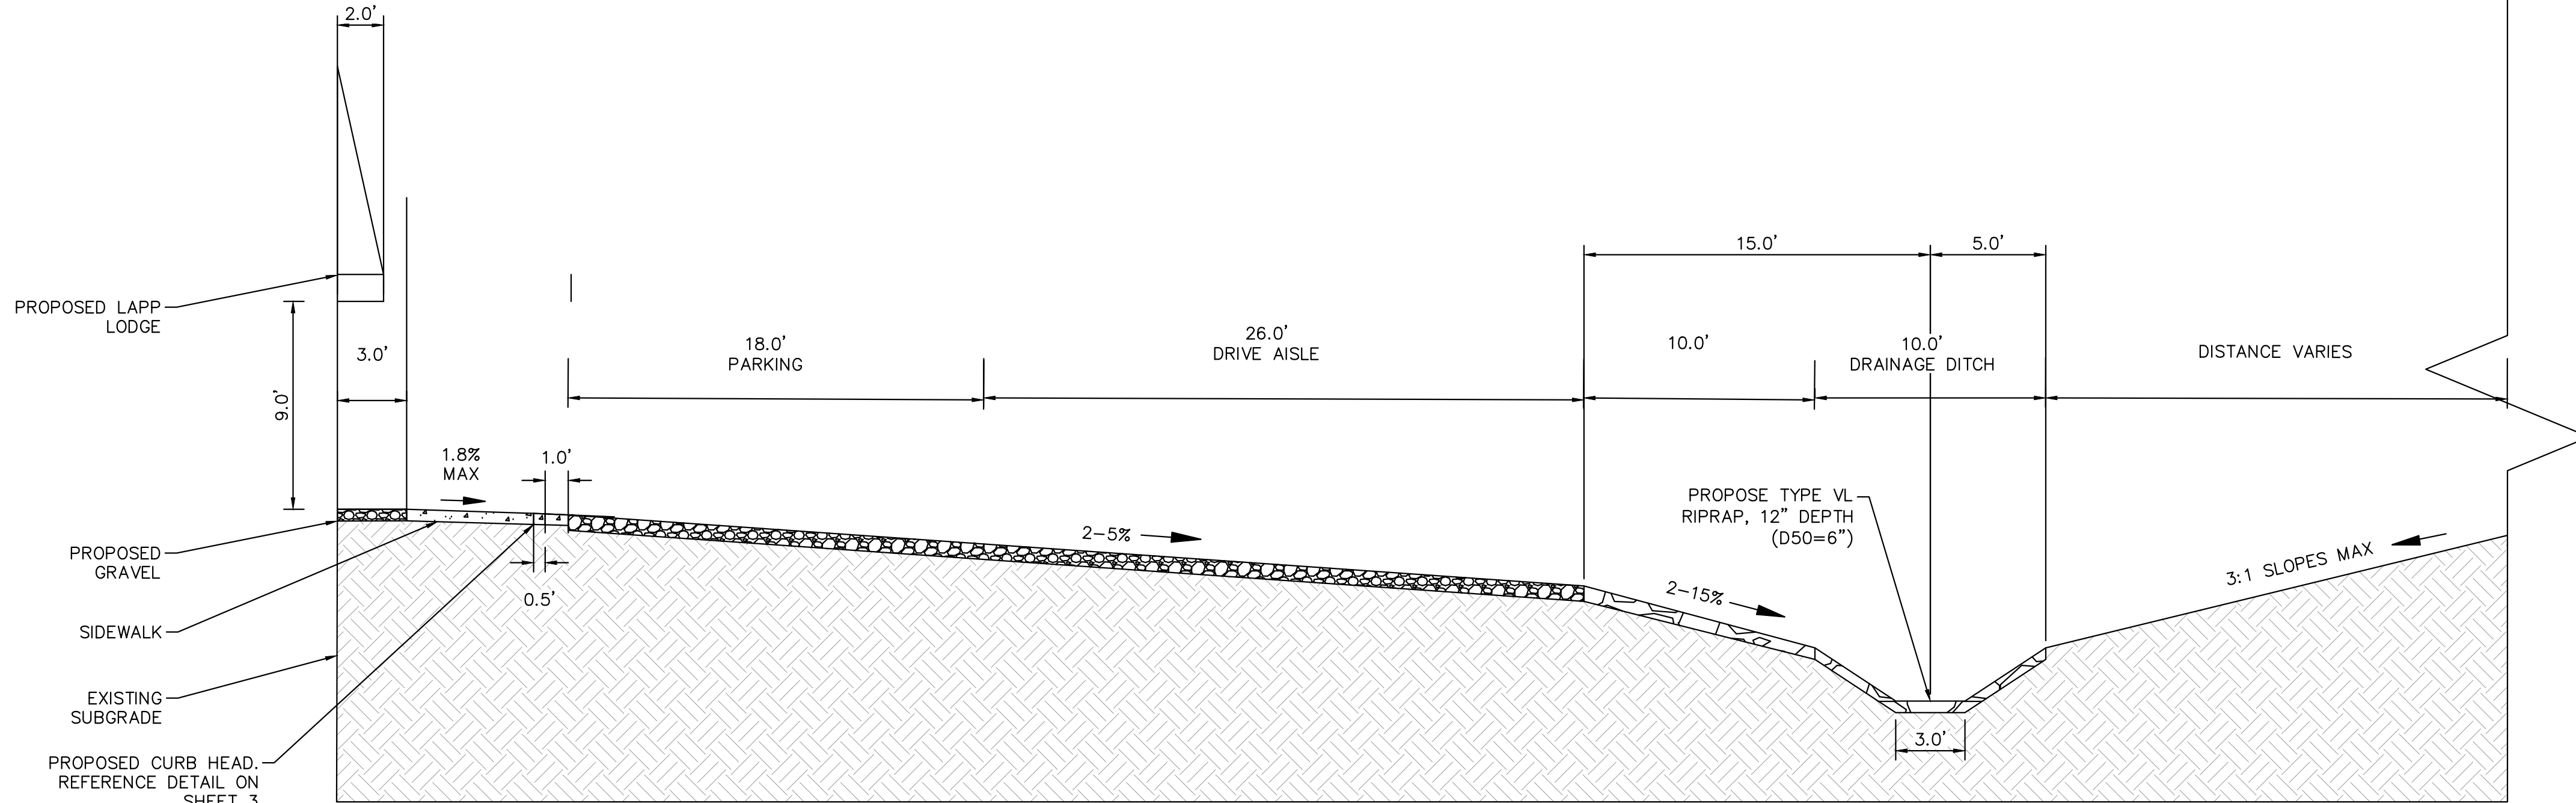 2.0'
PROPOSED LAPP
LODGE
3.0'
9.0'
18.0'
PARKING
26.0'
DRIVE AISLE
15.0'
5.0'
10.0'
10.0'
DRAINAGE DITCH
DISTANCE VARIES
1.8%
MAX
1.0'
0.5'
2-5%
2-15%
PROPOSE TYPE VL
RIPRAP, 12" DEPTH
(D50=6")
3:1 SLOPES MAX
3.0'
PROPOSED
GRAVEL
SIDEWALK
EXISTING
SUBGRADE
PROPOSED CURB HEAD.
REFERENCE DETAIL ON
SHEET 3